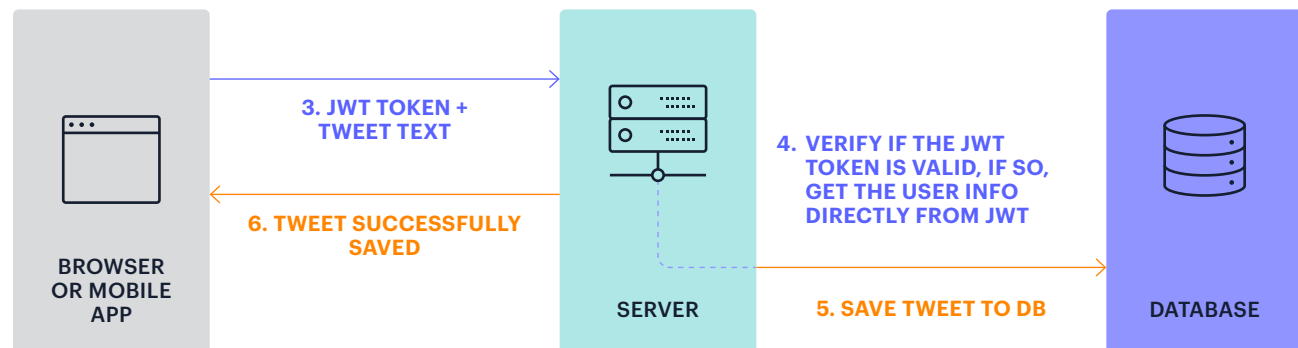 3. JWT TOKEN +
TWEET TEXT
4. VERIFY IF THE JWT
TOKEN IS VALID, IF SO,
GET THE USER INFO
DIRECTLY FROM JWT
6. TWEET SUCCESSFULLY
SAVED
BROWSER
OR MOBILE
APP
SERVER
5. SAVE TWEET TO DB
DATABASE